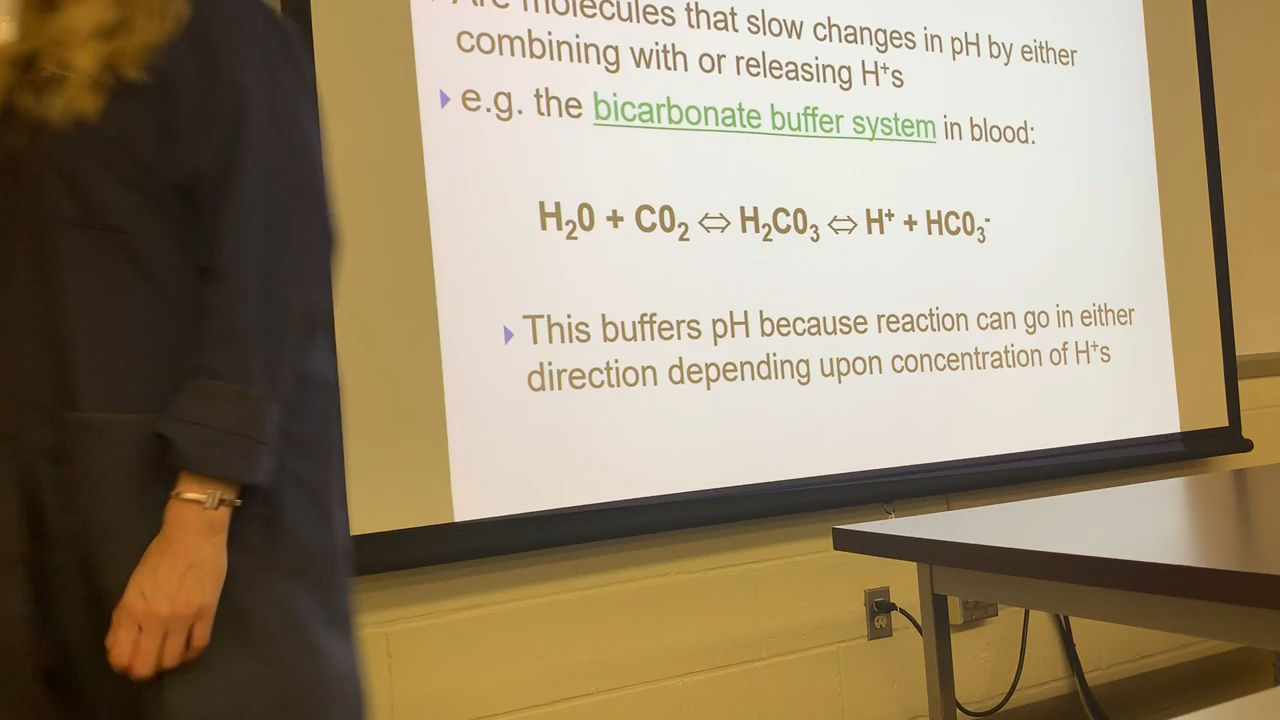 Are molecules that slow changes in pH by either
combining with or releasing H⁺s
e.g. the bicarbonate buffer system in blood:
H₂0 + C0₂ ⇔ H₂C0₃ ⇔ H⁺ + HC0₃⁻
This buffers pH because reaction can go in either
direction depending upon concentration of H⁺s